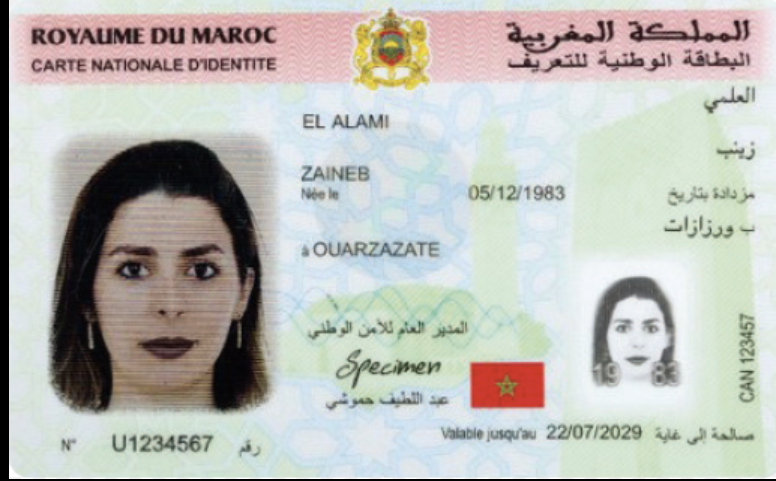 ROYAUME DU MAROC
المملكة المغربية
CARTE NATIONALE D'IDENTITE
البطاقة الوطنية للتعريف
العلمي
EL ALAMI
زينب
ZAINEB
Née le 05/12/1983 مزدادة بتاريخ
ب ورزازات
à OUARZAZATE
المدير العام للأمن الوطني
Specimen
عبد اللطيف حموشي
19 83
CAN 123457
N° U1234567 رقم
Valable jusqu'au 22/07/2029 صالحة إلى غاية